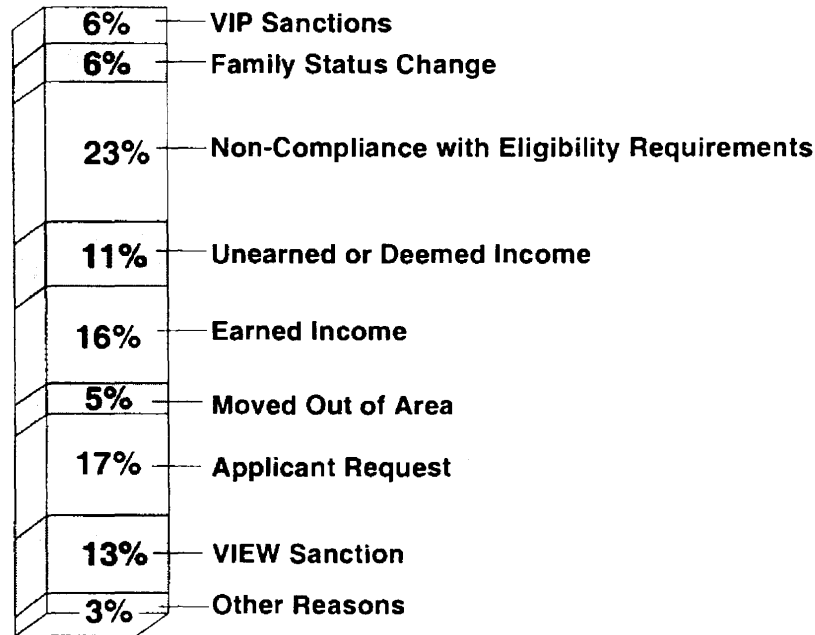 6% VIP Sanctions
6% Family Status Change
23% Non-Compliance with Eligibility Requirements
11% Unearned or Deemed Income
16% Earned Income
5% Moved Out of Area
17% Applicant Request
13% VIEW Sanction
3% Other Reasons